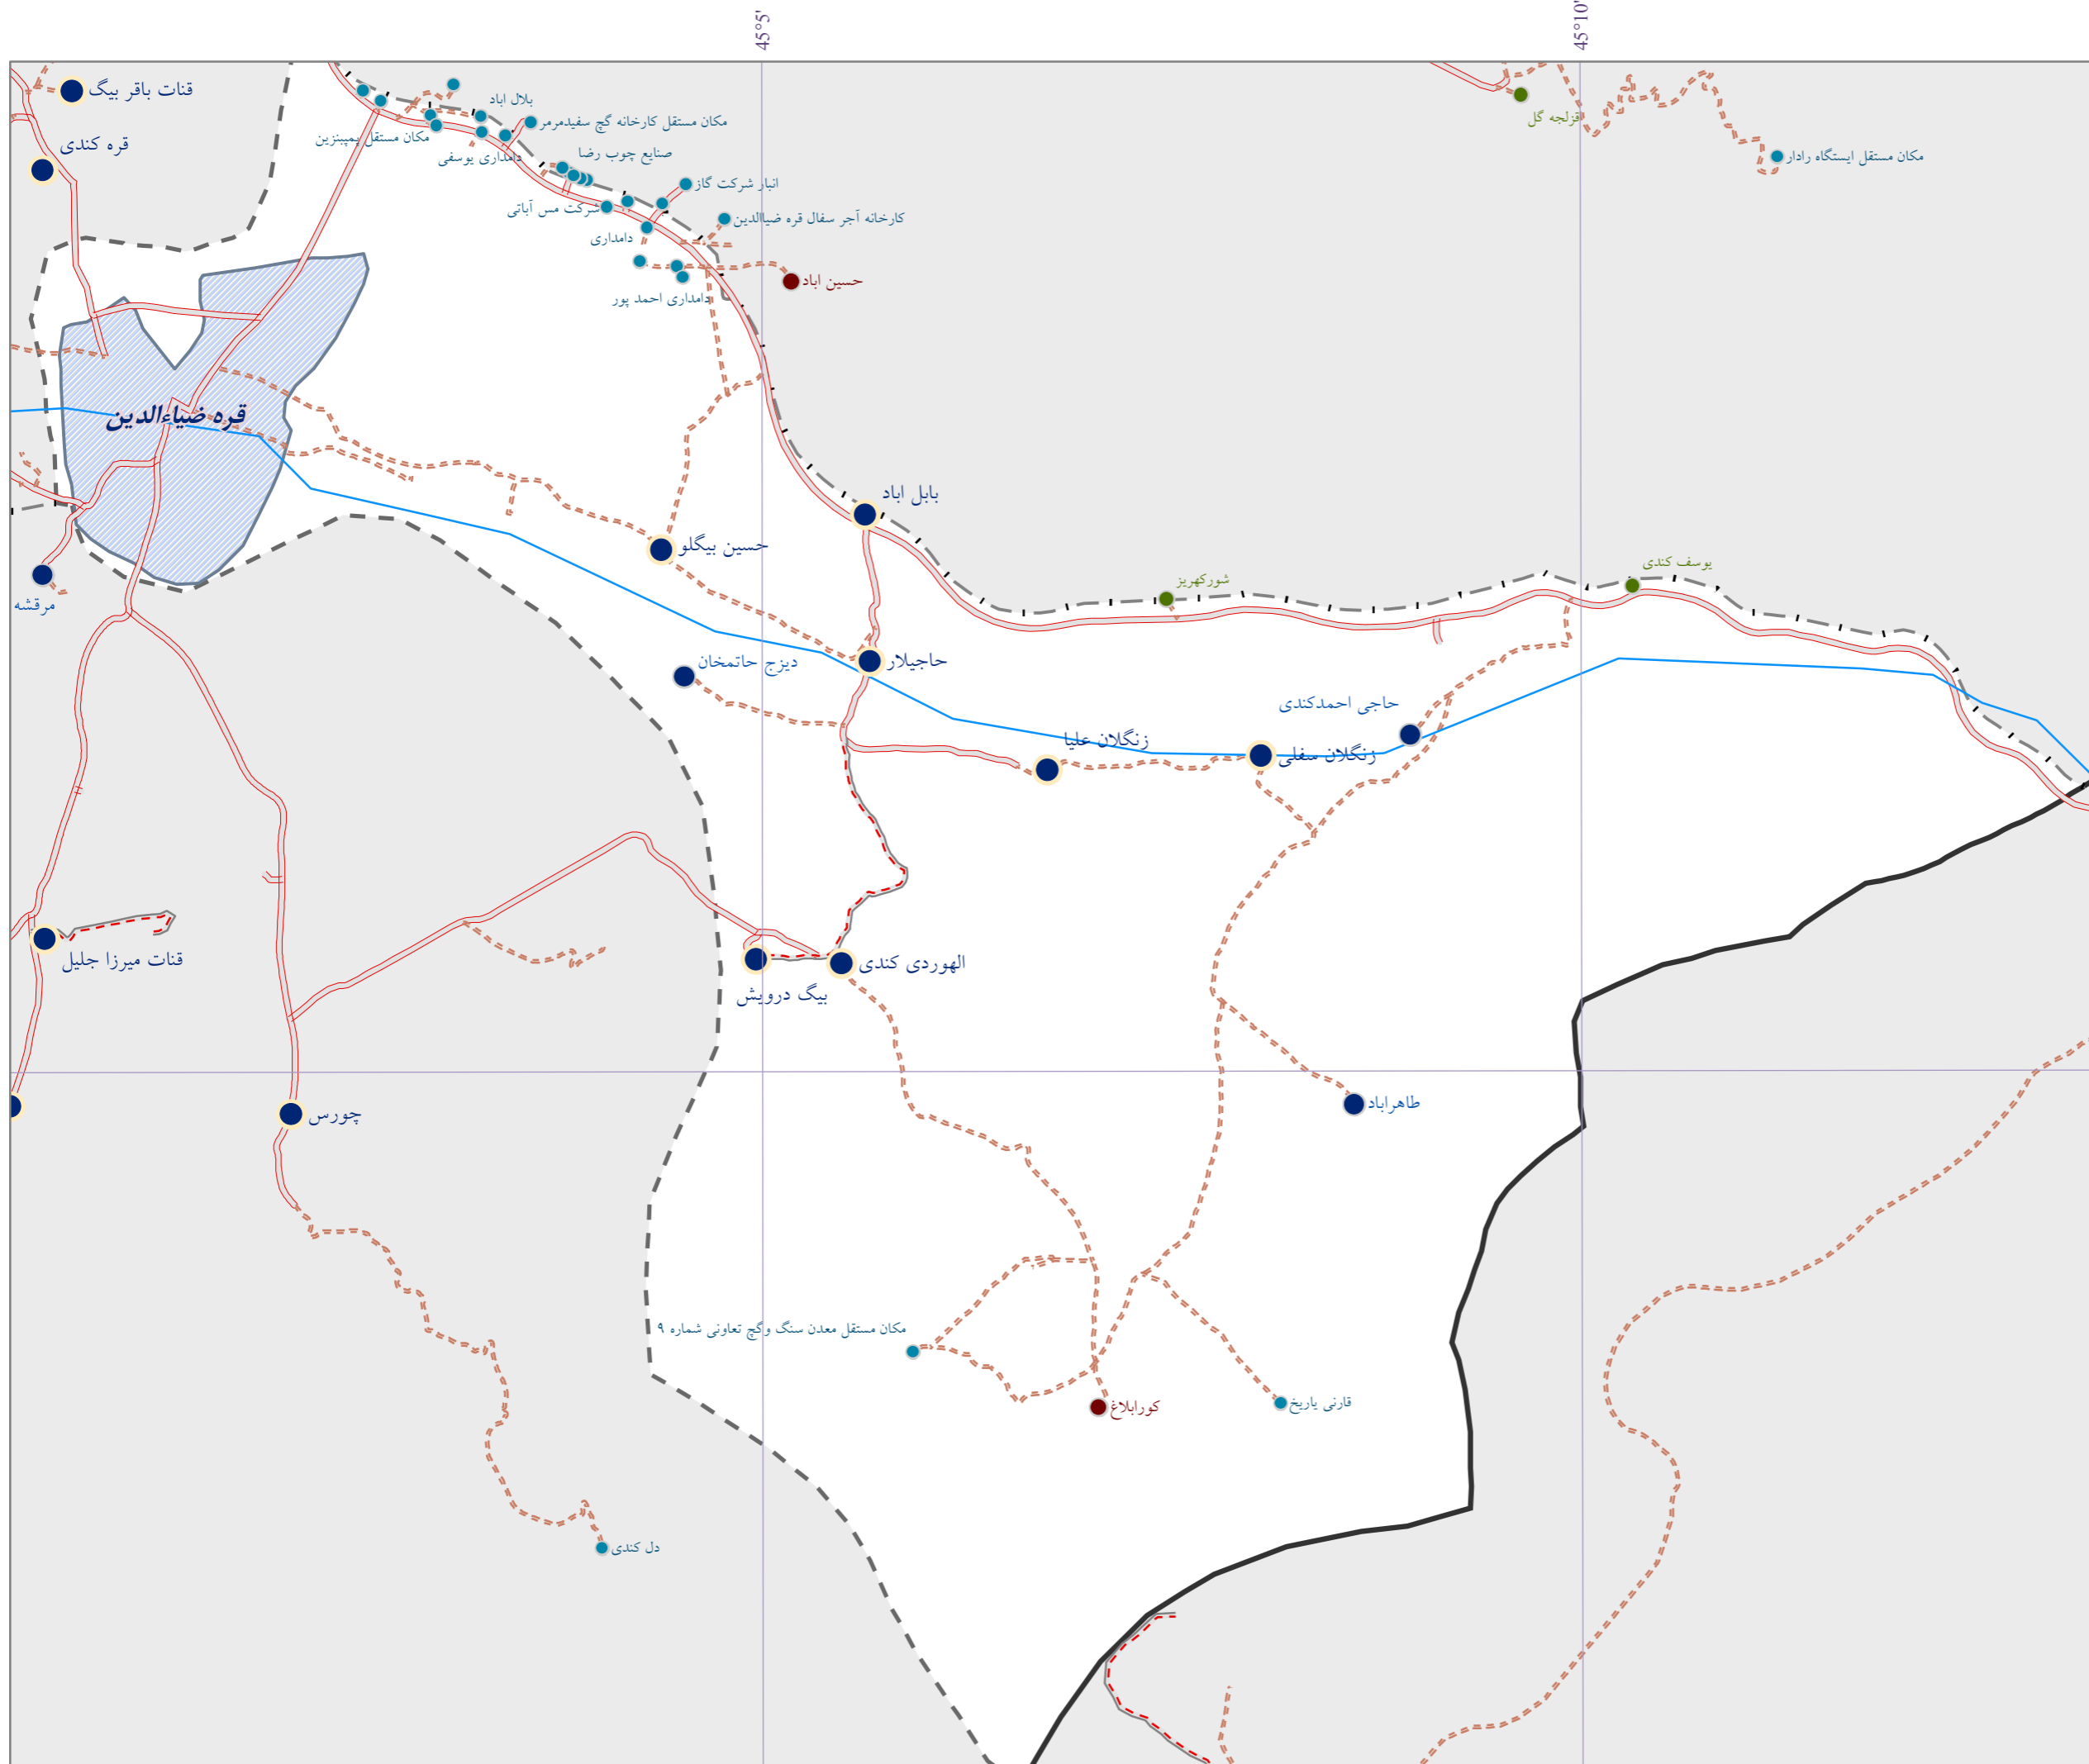 45°5'
45°10'
قنات باقر بیگ
بلال اباد
قزلجه گل
مکان مستقل کارخانه گچ سفیدمرمر
مکان مستقل پمپبنزین
قره کندی
صنایع چوب رضا
دامداری یوسفی
مکان مستقل ایستگاه رادار
انبار شرکت گاز
شرکت مس آباتی
کارخانه آجر سفال قره ضیاالدین
دامداری
حسین اباد
دامداری احمد پور
قره ضیاءالدین
بابل اباد
حسین بیگلو
یوسف کندی
شورکهریز
مرقشه
حاجیلار
دیزج حاتمخان
حاجی احمدکندی
زنگلان علیا
زنگلان سفلی
قنات میرزا جلیل
الهوردی کندی
بیگ درویش
طاهراباد
چورس
مکان مستقل معدن سنگ وگچ تعاونی شماره ۹
قارنی یاریخ
کورابلاغ
دل کندی